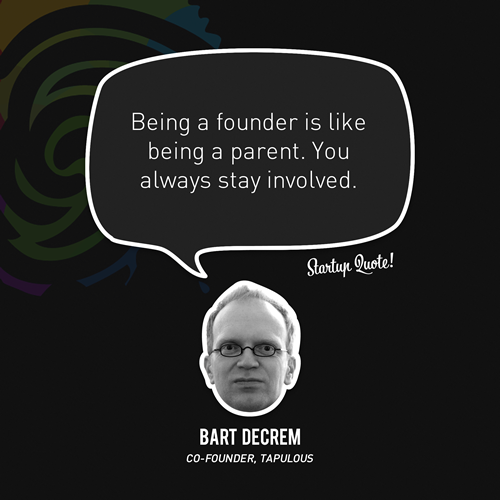 Being a founder is like
being a parent. You
always stay involved.
Startup Quote!
BART DECREM
CO-FOUNDER, TAPULOUS